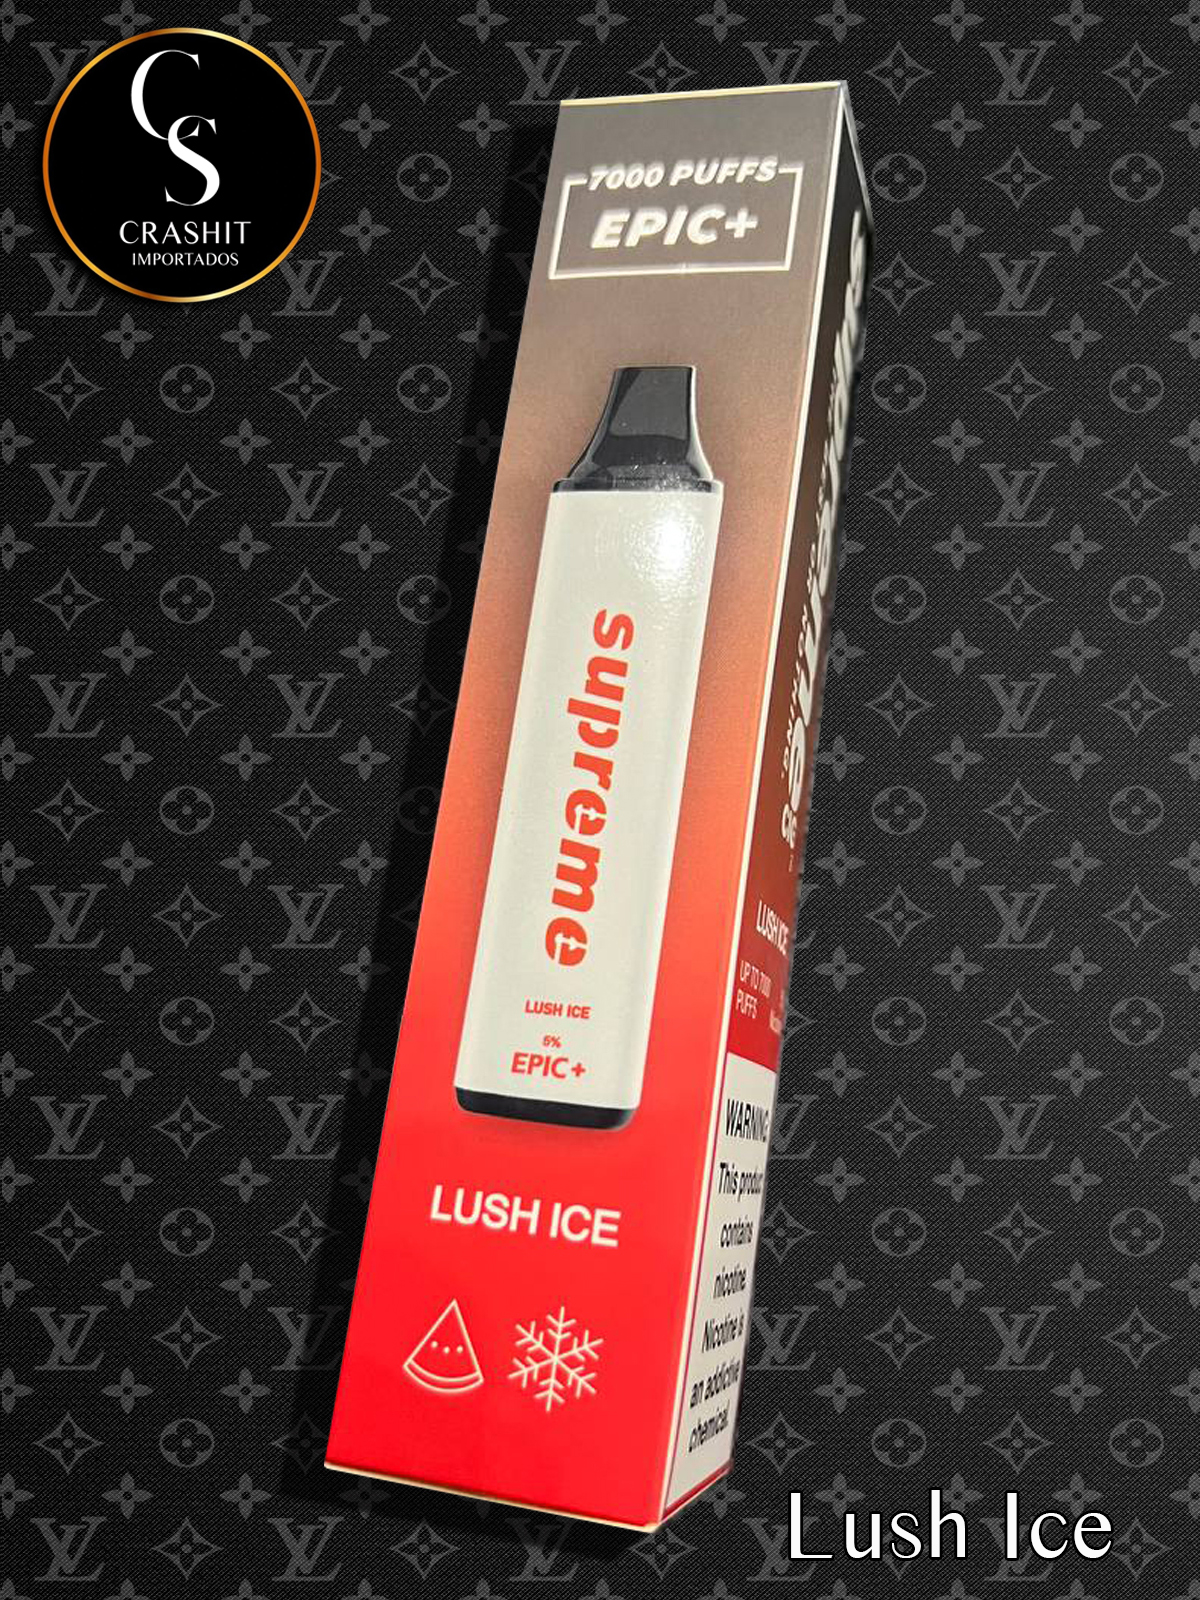 CS
CRASHIT
IMPORTADOS
7000 PUFFS
EPIC+
supreme
LUSH ICE
5%
EPIC+
LUSH ICE
LUSH ICE
UP TO 7000
PUFFS
WARNING:
This product
contains
nicotine
Nicotine is
an addictive
chemical.
Lush Ice